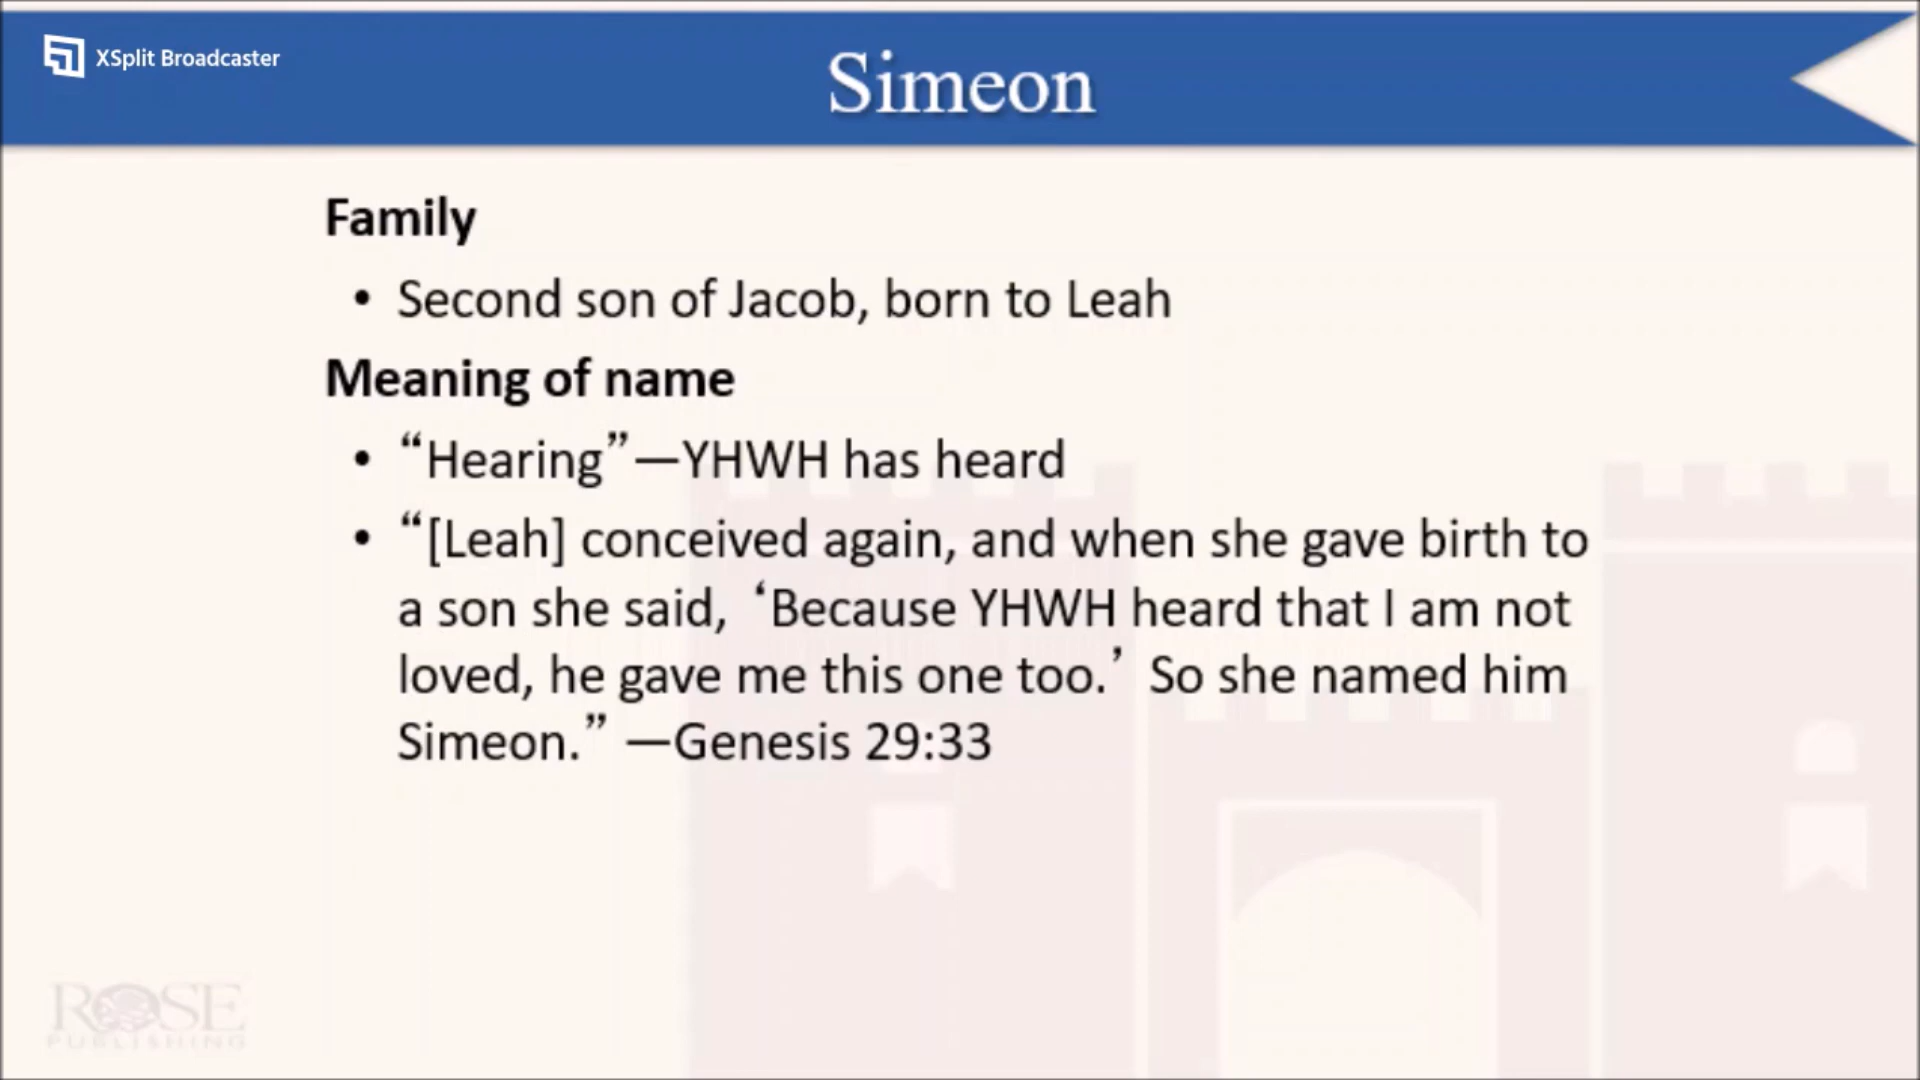 XSplit Broadcaster
Simeon
Family
• Second son of Jacob, born to Leah
Meaning of name
• “Hearing”—YHWH has heard
• “[Leah] conceived again, and when she gave birth to
a son she said, ‘Because YHWH heard that I am not
loved, he gave me this one too.’ So she named him
Simeon.” —Genesis 29:33
ROSE
PUBLISHING